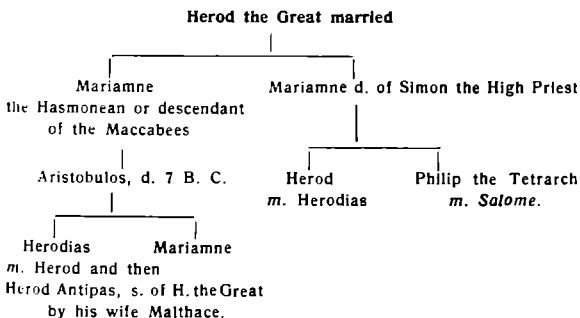 Herod the Great married
Mariamne
the Hasmonean or descendant
of the Maccabees
Mariamne d. of Simon the High Priest
Aristobulos, d. 7 B. C.
Herod
m. Herodias
Philip the Tetrarch
m. Salome.
Herodias
m. Herod and then
Herod Antipas, s. of H. the Great
by his wife Malthace.
Mariamne